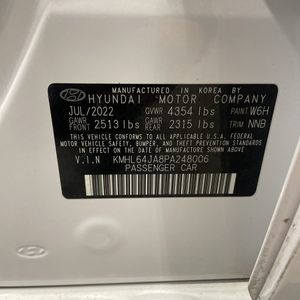 MANUFACTURED IN KOREA BY
HYUNDAI MOTOR COMPANY
JUL/2022 GVWR 4354 lbs PAINT W6H
GAWR FRONT 2513 lbs GAWR RR 2315 lbs TRIM NNB
THIS VEHICLE CONFORMS TO ALL APPLICABLE U.S.A FEDERAL
MOTOR VEHICLE SAFETY, BUMPER, AND THEFT PREVENTION STANDARDS
IN EFFECT ON THE DATE OF MANUFACTURE SHOWN ABOVE.
V.I.N KMHL64JA8PA248006
PASSENGER CAR